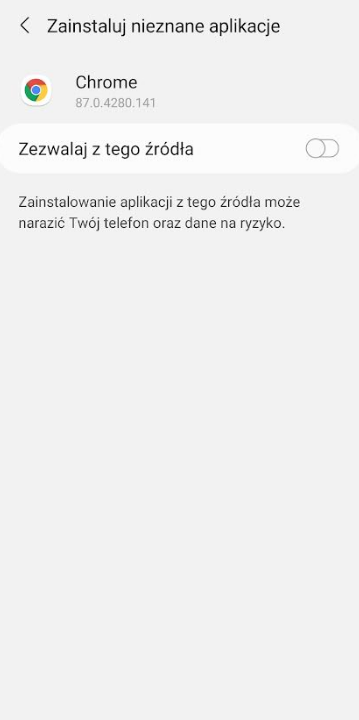 Zainstaluj nieznane aplikacje
Chrome
87.0.4280.141
Zezwalaj z tego źródła
Zainstalowanie aplikacji z tego źródła może
narazić Twój telefon oraz dane na ryzyko.